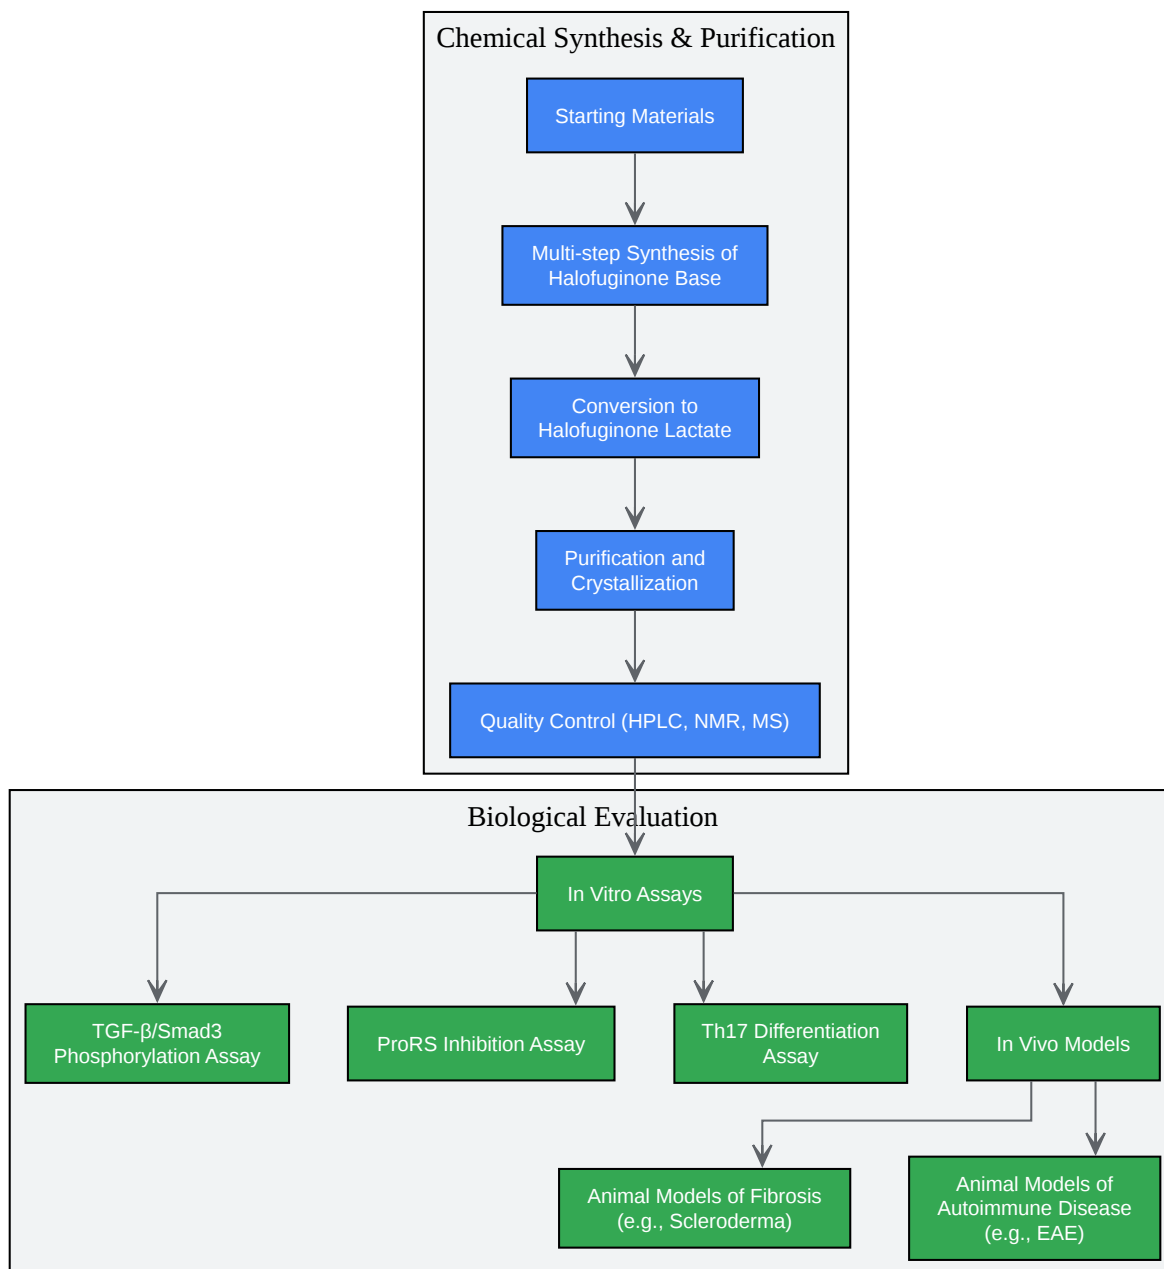 Chemical Synthesis & Purification
Starting Materials
Multi-step Synthesis of
Halofuginone Base
Conversion to
Halofuginone Lactate
Purification and
Crystallization
Quality Control (HPLC, NMR, MS)
Biological Evaluation
In Vitro Assays
TGF-β/Smad3
Phosphorylation Assay
ProRS Inhibition Assay
Th17 Differentiation
Assay
In Vivo Models
Animal Models of Fibrosis
(e.g., Scleroderma)
Animal Models of
Autoimmune Disease
(e.g., EAE)